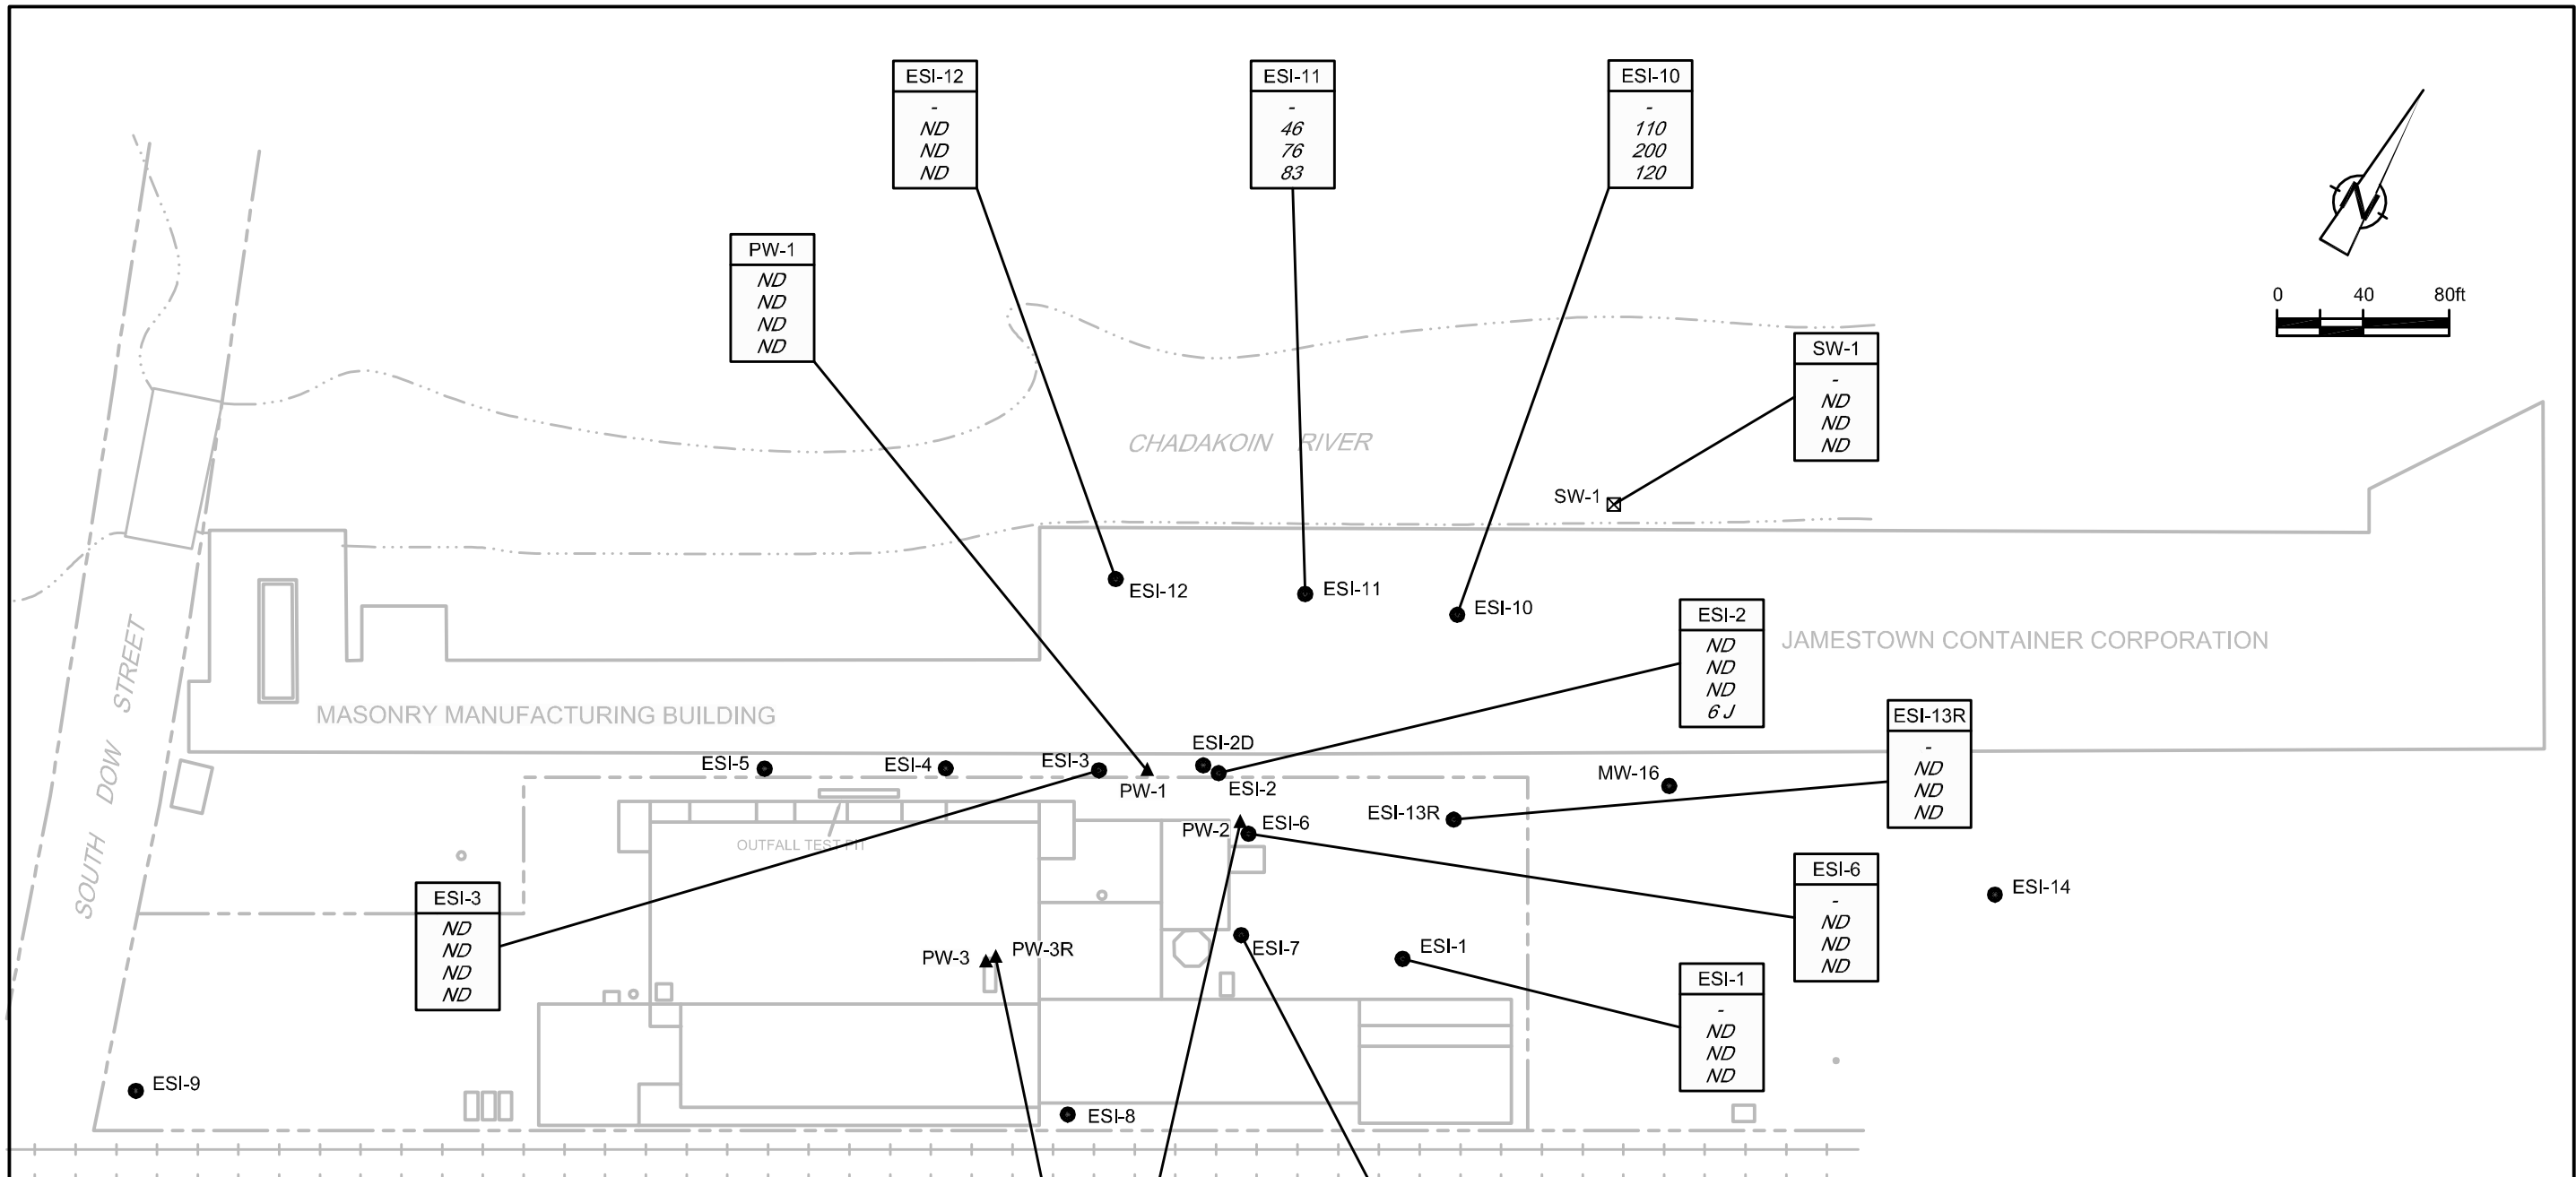 ESI-12
-
ND
ND
ND
ESI-11
-
46
76
83
ESI-10
-
110
200
120
N
PW-1
ND
ND
ND
ND
0 40 80ft
SW-1
-
ND
ND
ND
CHADAKOIN RIVER
SW-1
ESI-12
ESI-11
ESI-10
ESI-2
ND
ND
ND
6 J
JAMESTOWN CONTAINER CORPORATION
SOUTH DOW STREET
MASONRY MANUFACTURING BUILDING
ESI-13R
-
ND
ND
ND
ESI-5
ESI-4
ESI-3
PW-1
ESI-2D
ESI-2
MW-16
ESI-13R
PW-2
ESI-6
OUTFALL TEST PIT
ESI-6
-
ND
ND
ND
ESI-3
ND
ND
ND
ND
ESI-14
PW-3
PW-3R
ESI-7
ESI-1
ESI-1
-
ND
ND
ND
ESI-9
ESI-8